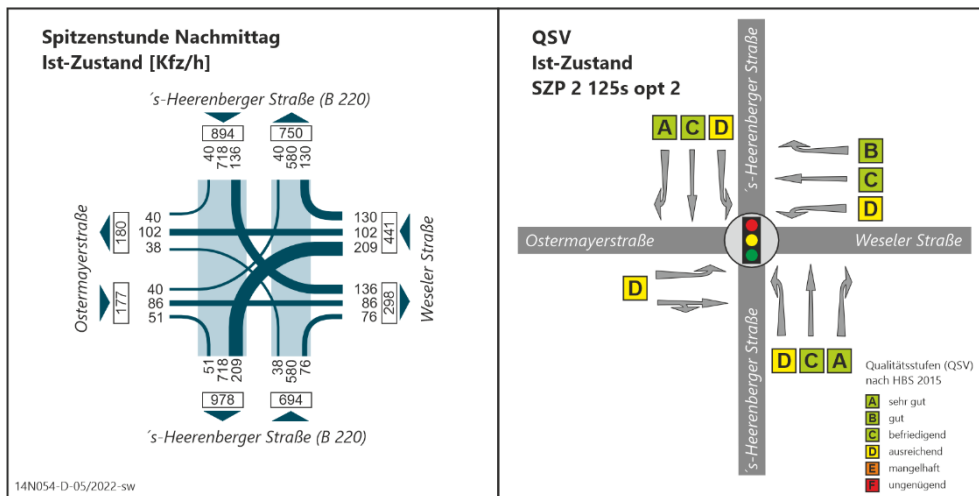 Spitzenstunde Nachmittag
Ist-Zustand [Kfz/h]
´s-Heerenberger Straße (B 220)
894
750
40 718 136
40 580 130
Ostermayerstraße
180
177
40
102
38
40
86
51
130
102
209
136
86
76
441
298
Weseler Straße
51 718 209
38 580 76
978
694
´s-Heerenberger Straße (B 220)
14N054-D-05/2022-sw
QSV
Ist-Zustand
SZP 2 125s opt 2
´s-Heerenberger Straße
A C D
B
C
D
Ostermayerstraße
Weseler Straße
D
D C A
´s-Heerenberger Straße
Qualitätsstufen (QSV)
nach HBS 2015
A sehr gut
B gut
C befriedigend
D ausreichend
E mangelhaft
F ungenügend